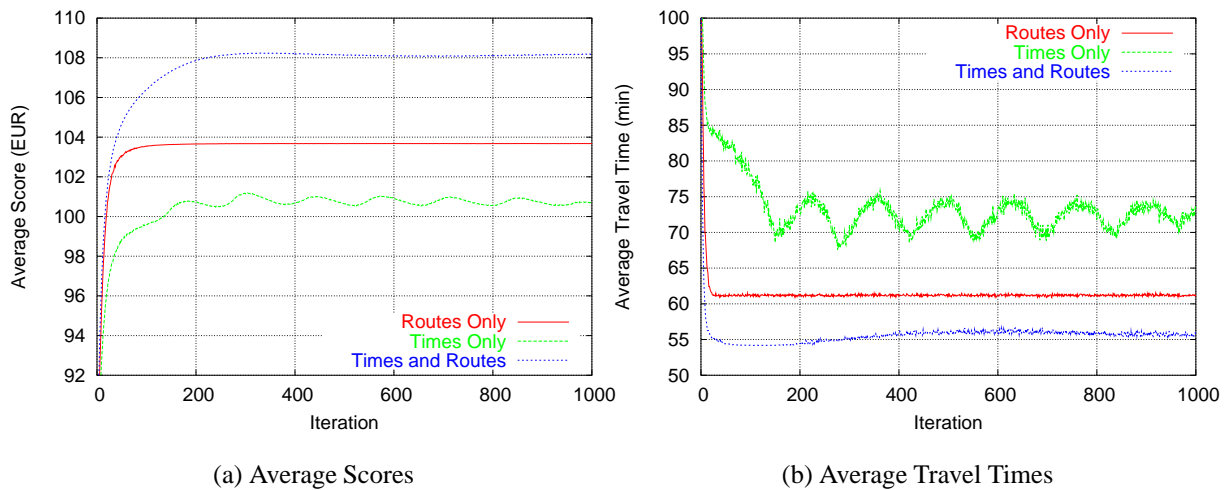 110
108
106
104
102
100
98
96
94
92
Average Score (EUR)
Routes Only
Times Only
Times and Routes
0
200
400
600
800
1000
Iteration
(a) Average Scores
100
95
90
85
80
75
70
65
60
55
50
Average Travel Time (min)
Routes Only
Times Only
Times and Routes
0
200
400
600
800
1000
Iteration
(b) Average Travel Times